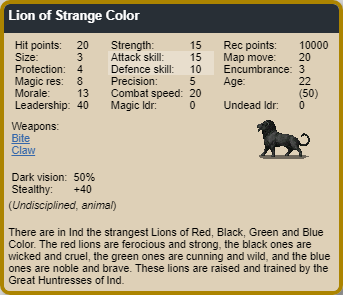 Lion of Strange Color
Hit points: 20 Strength: 15 Rec points: 10000
Size: 3 Attack skill: 15 Map move: 20
Protection: 4 Defence skill: 10 Encumbrance: 3
Magic res: 8 Precision: 5 Age: 22
Morale: 13 Combat speed: 20 (50)
Leadership: 40 Magic ldr: 0 Undead ldr: 0
Weapons:
Bite
Claw
Dark vision: 50%
Stealthy: +40
(Undisciplined, animal)
There are in Ind the strangest Lions of Red, Black, Green and Blue
Color. The red lions are ferocious and strong, the black ones are
wicked and cruel, the green ones are cunning and wild, and the blue
ones are noble and brave. These lions are raised and trained by the
Great Huntresses of Ind.